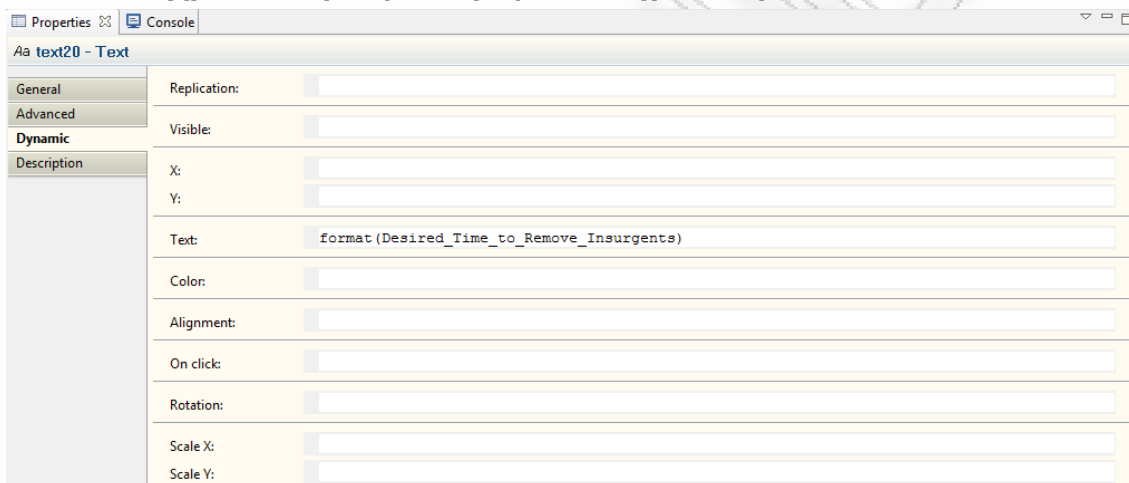 Properties Console
Aa text20 - Text
General
Advanced
Dynamic
Description
Replication:
Visible:
X:
Y:
Text: format(Desired_Time_to_Remove_Insurgents)
Color:
Alignment:
On click:
Rotation:
Scale X:
Scale Y: